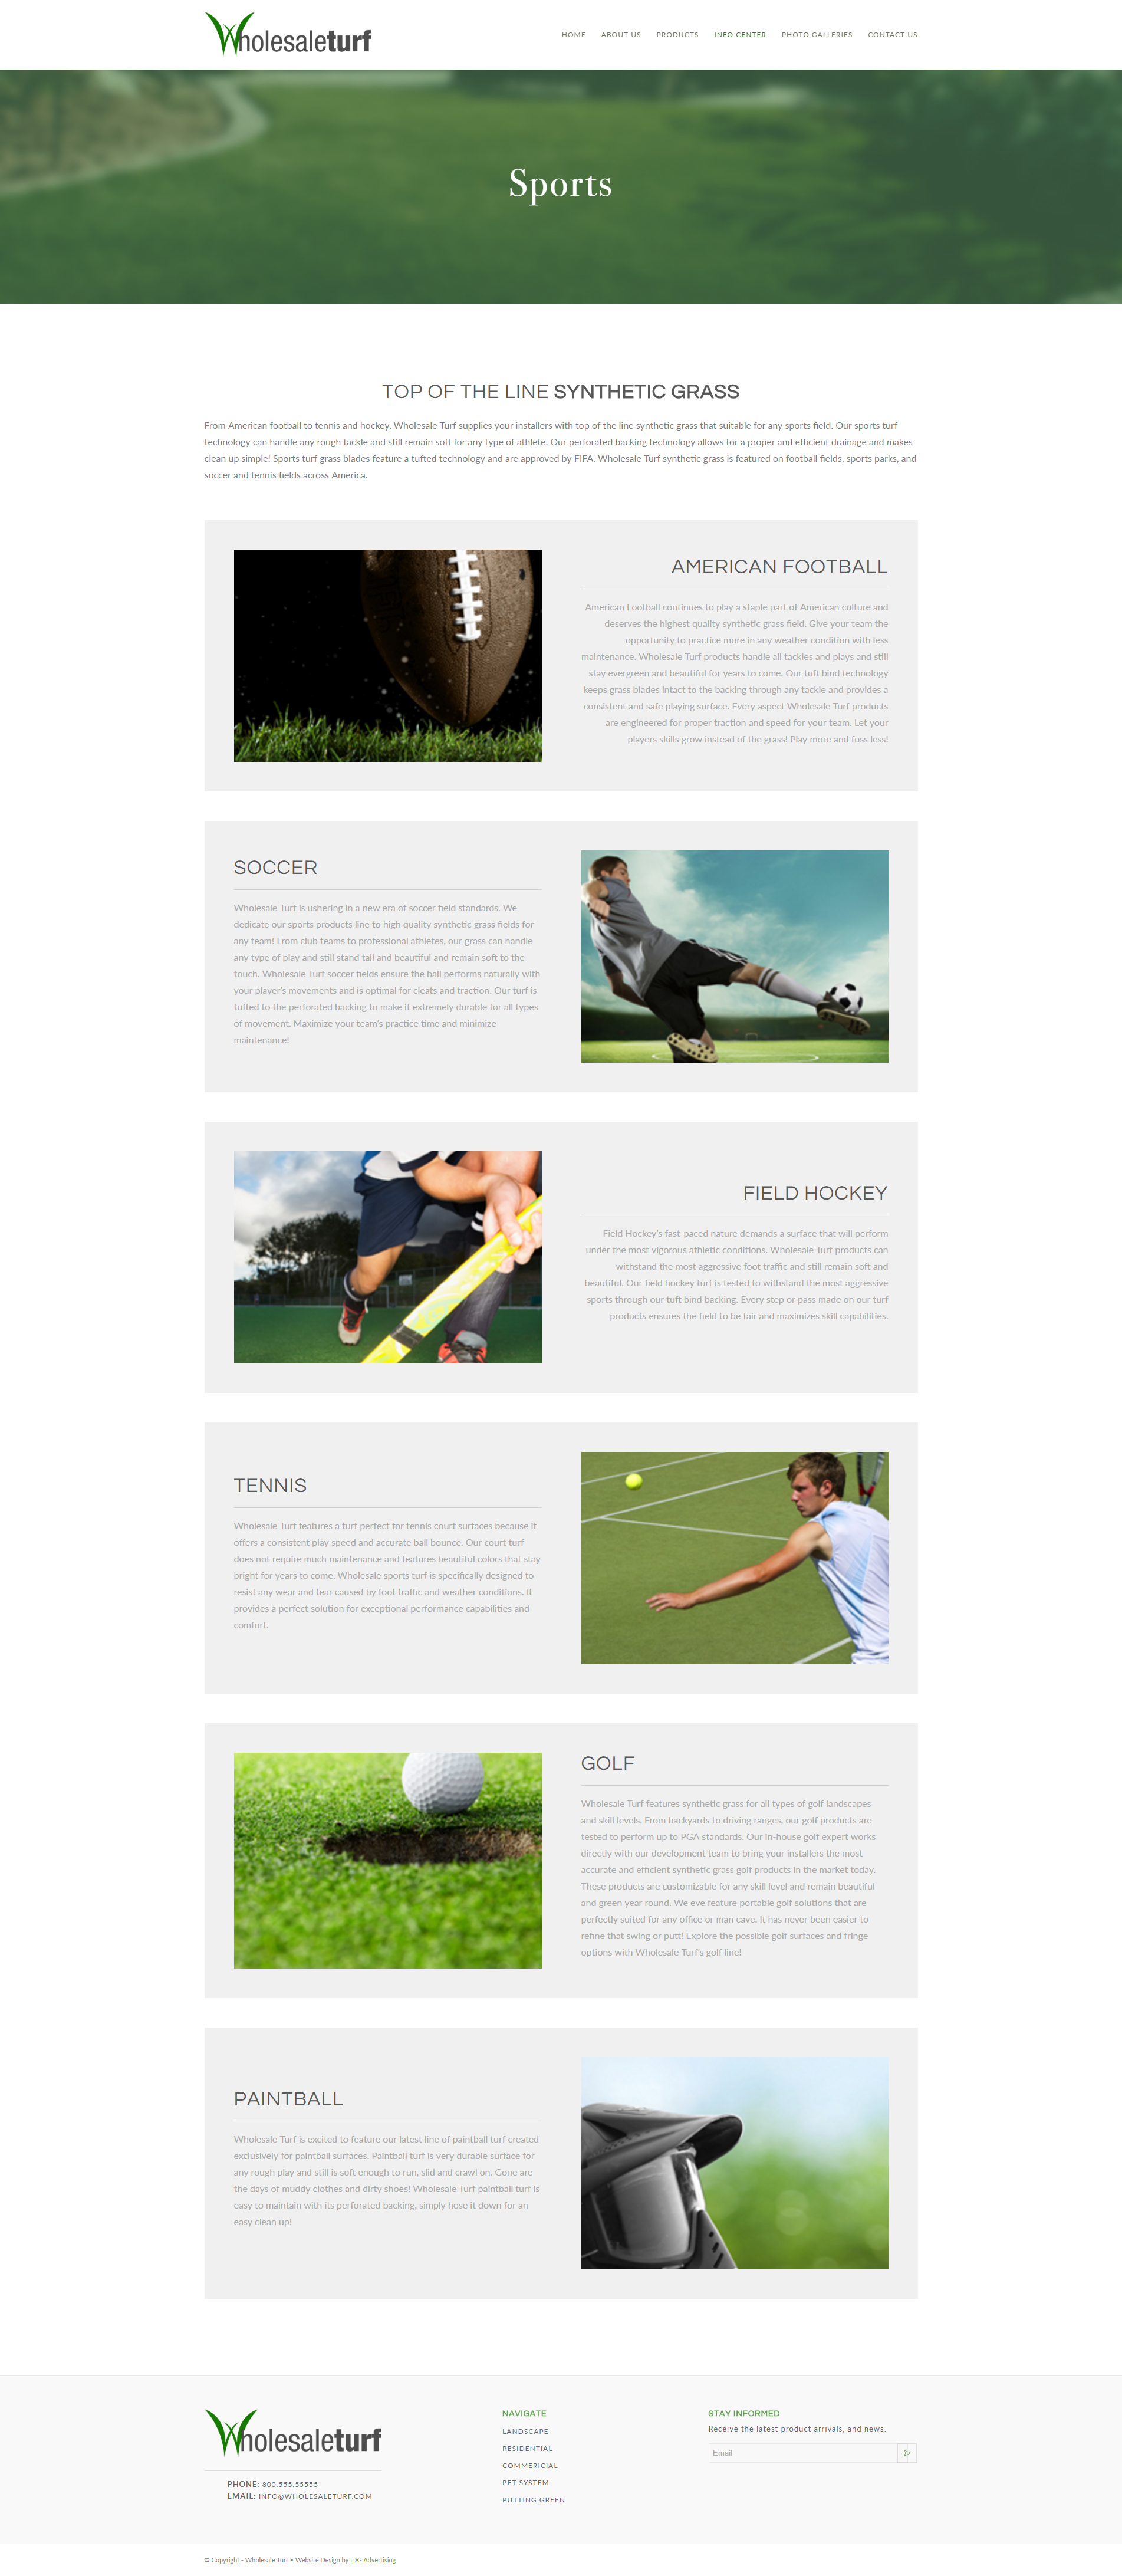 Wholesaleturf
HOME ABOUT US PRODUCTS INFO CENTER PHOTO GALLERIES CONTACT US
Sports
TOP OF THE LINE SYNTHETIC GRASS
From American football to tennis and hockey, Wholesale Turf supplies your installers with top of the line synthetic grass that suitable for any sports field. Our sports turf
technology can handle any rough tackle and still remain soft for any type of athlete. Our perforated backing technology allows for a proper and efficient drainage and makes
clean up simple! Sports turf grass blades feature a tufted technology and are approved by FIFA. Wholesale Turf synthetic grass is featured on football fields, sports parks, and
soccer and tennis fields across America.
AMERICAN FOOTBALL
American Football continues to play a staple part of American culture and
deserves the highest quality synthetic grass field. Give your team the
opportunity to practice more in any weather condition with less
maintenance. Wholesale Turf products handle all tackles and plays and still
stay evergreen and beautiful for years to come. Our tuft bind technology
keeps grass blades intact to the backing through any tackle and provides a
consistent and safe playing surface. Every aspect Wholesale Turf products
are engineered for proper traction and speed for your team. Let your
players skills grow instead of the grass! Play more and fuss less!
SOCCER
Wholesale Turf is ushering in a new era of soccer field standards. We
dedicate our sports products line to high quality synthetic grass fields for
any team! From club teams to professional athletes, our grass can handle
any type of play and still stand tall and beautiful and remain soft to the
touch. Wholesale Turf soccer fields ensure the ball performs naturally with
your player's movements and is optimal for cleats and traction. Our turf is
tufted to the perforated backing to make it extremely durable for all types
of movement. Maximize your team's practice time and minimize
maintenance!
FIELD HOCKEY
Field Hockey's fast-paced nature demands a surface that will perform
under the most vigorous athletic conditions. Wholesale Turf products can
withstand the most aggressive foot traffic and still remain soft and
beautiful. Our field hockey turf is tested to withstand the most aggressive
sports through our tuft bind backing. Every step or pass made on our turf
products ensures the field to be fair and maximizes skill capabilities.
TENNIS
Wholesale Turf features a turf perfect for tennis court surfaces because it
offers a consistent play speed and accurate ball bounce. Our court turf
does not require much maintenance and features beautiful colors that stay
bright for years to come. Wholesale sports turf is specifically designed to
resist any wear and tear caused by foot traffic and weather conditions. It
provides a perfect solution for exceptional performance capabilities and
comfort.
GOLF
Wholesale Turf features synthetic grass for all types of golf landscapes
and skill levels. From backyards to driving ranges, our golf products are
tested to perform up to PGA standards. Our in-house golf expert works
directly with our development team to bring your installers the most
accurate and efficient synthetic grass golf products in the market today.
These products are customizable for any skill level and remain beautiful
and green year round. We eve feature portable golf solutions that are
perfectly suited for any office or man cave. It has never been easier to
refine that swing or putt! Explore the possible golf surfaces and fringe
options with Wholesale Turf's golf line!
PAINTBALL
Wholesale Turf is excited to feature our latest line of paintball turf created
exclusively for paintball surfaces. Paintball turf is very durable surface for
any rough play and still is soft enough to run, slid and crawl on. Gone are
the days of muddy clothes and dirty shoes! Wholesale Turf paintball turf is
easy to maintain with its perforated backing, simply hose it down for an
easy clean up!
Wholesaleturf
PHONE: 800.555.55555
EMAIL: INFO@WHOLESALETURF.COM
NAVIGATE
LANDSCAPE
RESIDENTIAL
COMMERICIAL
PET SYSTEM
PUTTING GREEN
STAY INFORMED
Receive the latest product arrivals, and news.
Email
© Copyright - Wholesale Turf • Website Design by IDG Advertising